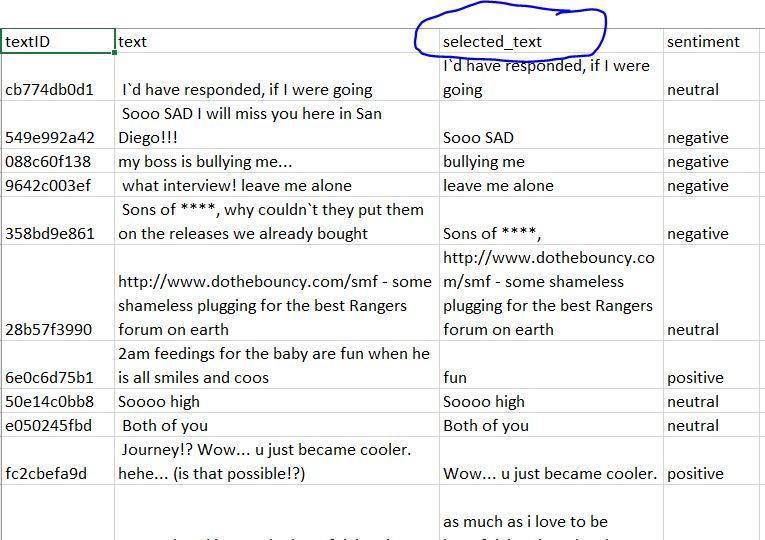 textID text selected_text sentiment
cb774db0d1 I`d have responded, if I were going I`d have responded, if I were going neutral
549e992a42 Sooo SAD I will miss you here in San Diego!!! Sooo SAD negative
088c60f138 my boss is bullying me... bullying me negative
9642c003ef what interview! leave me alone leave me alone negative
358bd9e861 Sons of ****, why couldn`t they put them on the releases we already bought Sons of ****, negative
28b57f3990 http://www.dothebouncy.com/smf - some shameless plugging for the best Rangers forum on earth http://www.dothebouncy.com/smf - some shameless plugging for the best Rangers forum on earth neutral
6e0c6d75b1 2am feedings for the baby are fun when he is all smiles and coos fun positive
50e14c0bb8 Soooo high Soooo high neutral
e050245fbd Both of you Both of you neutral
fc2cbefa9d Journey!? Wow... u just became cooler. hehe... (is that possible!?) Wow... u just became cooler. positive
as much as i love to be